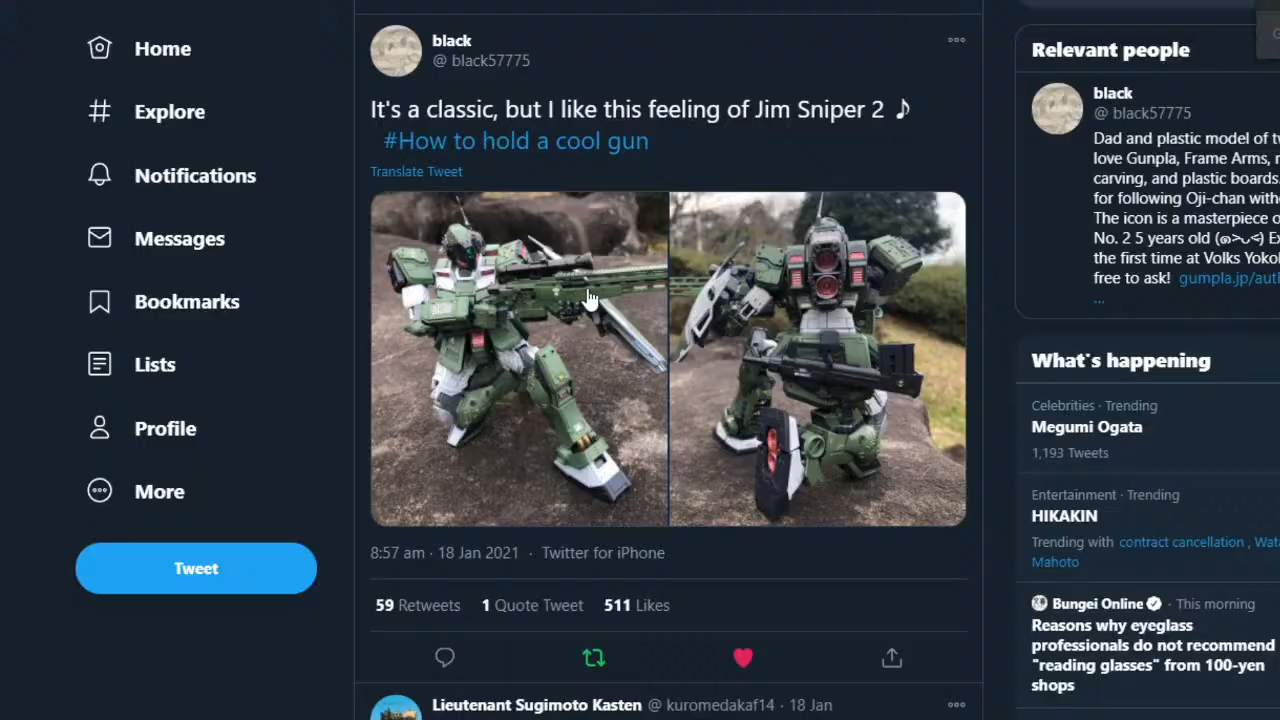 Home
Explore
Notifications
Messages
Bookmarks
Lists
Profile
More
Tweet
black
@ black57775
It's a classic, but I like this feeling of Jim Sniper 2 ♪
#How to hold a cool gun
Translate Tweet
8:57 am · 18 Jan 2021 · Twitter for iPhone
59 Retweets 1 Quote Tweet 511 Likes
Lieutenant Sugimoto Kasten @ kuromedakaf14 · 18 Jan
Relevant people
black
@ black57775
Dad and plastic model of
love Gunpla, Frame Arms,
carving, and plastic boards.
for following Oji-chan
The icon is a masterpiece
No. 2 5 years old (๑>ᴗ<)
the first time at Volks
free to ask! gumpla.jp/
...
What's happening
Celebrities · Trending
Megumi Ogata
1,193 Tweets
Entertainment · Trending
HIKAKIN
Trending with contract cancellation ,
Mahoto
Bungei Online · This morning
Reasons why eyeglass
professionals do not recommend
"reading glasses" from 100-yen
shops